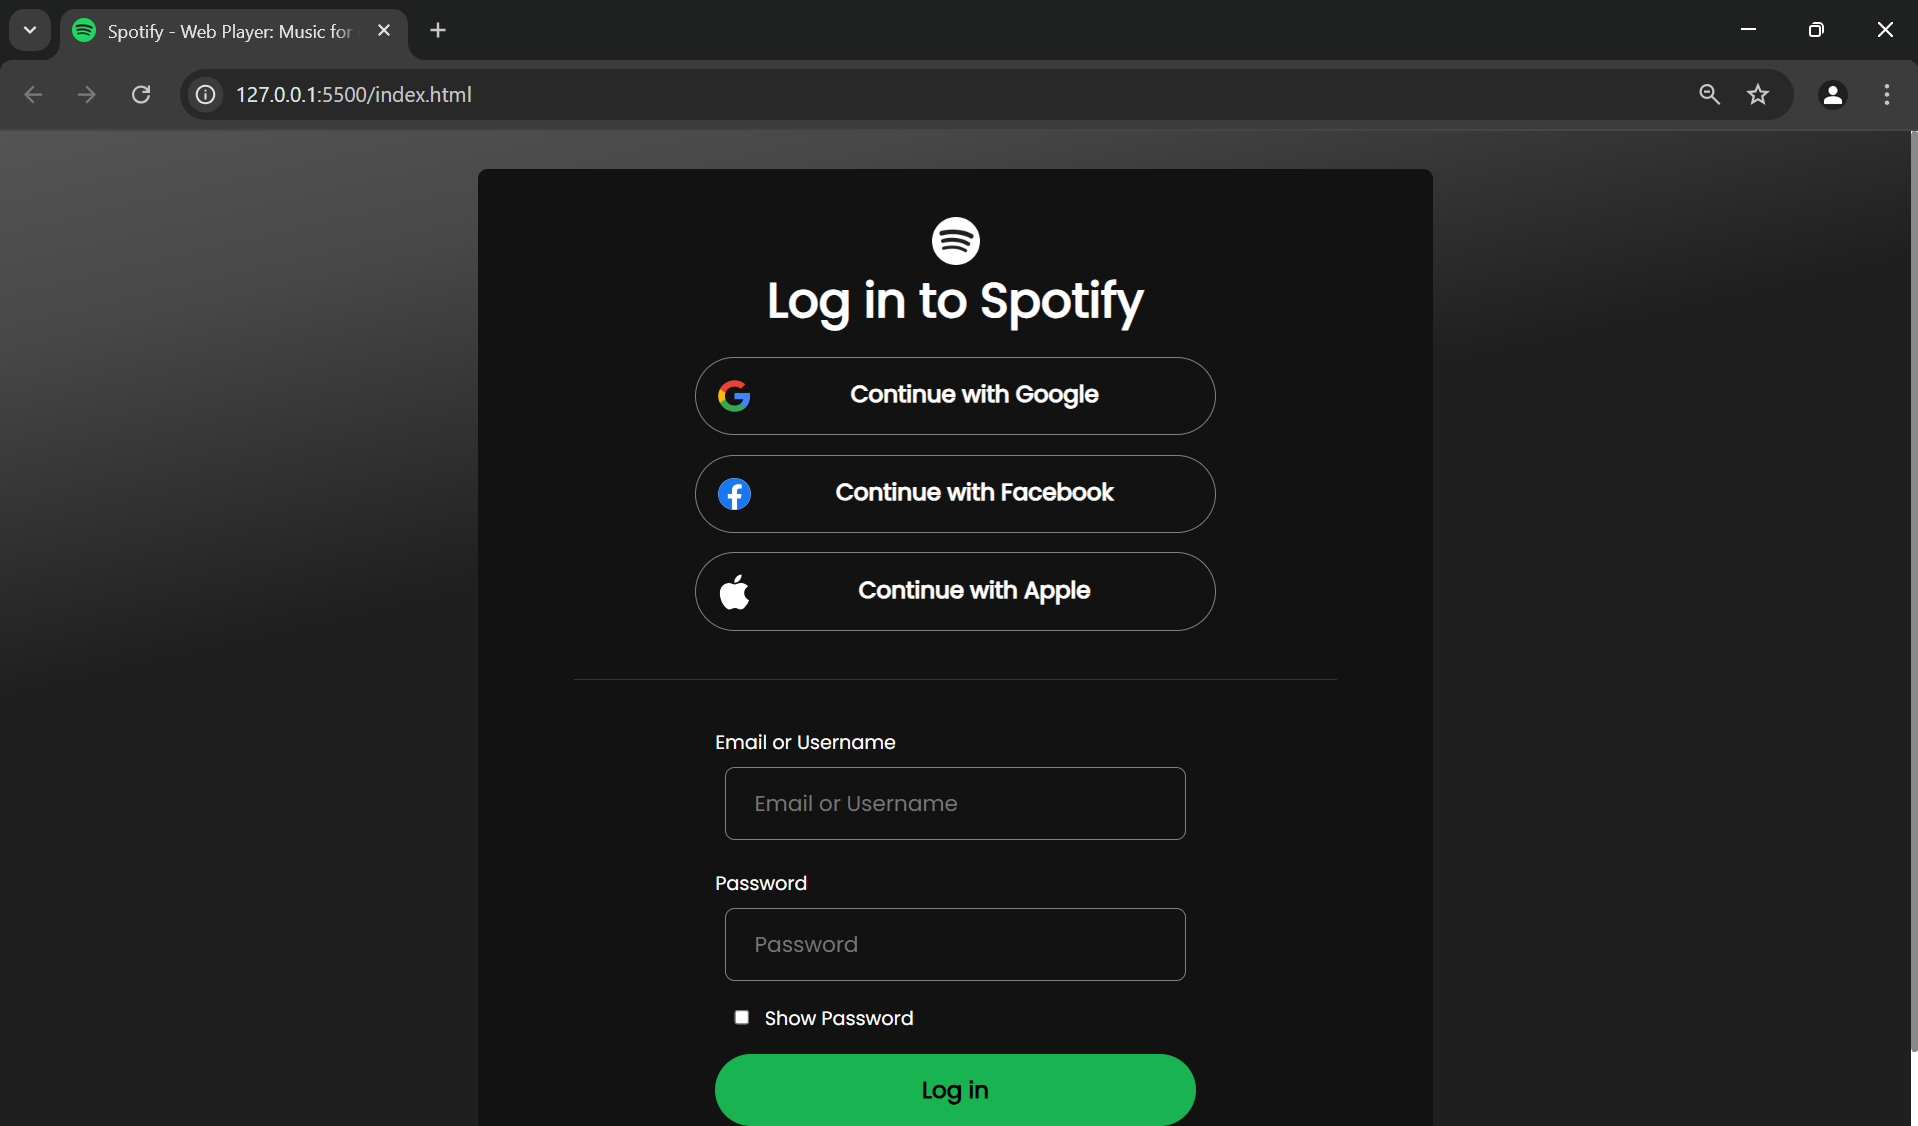 Spotify - Web Player: Music for
127.0.0.1:5500/index.html
Log in to Spotify
Continue with Google
Continue with Facebook
Continue with Apple
Email or Username
Email or Username
Password
Password
Show Password
Log in